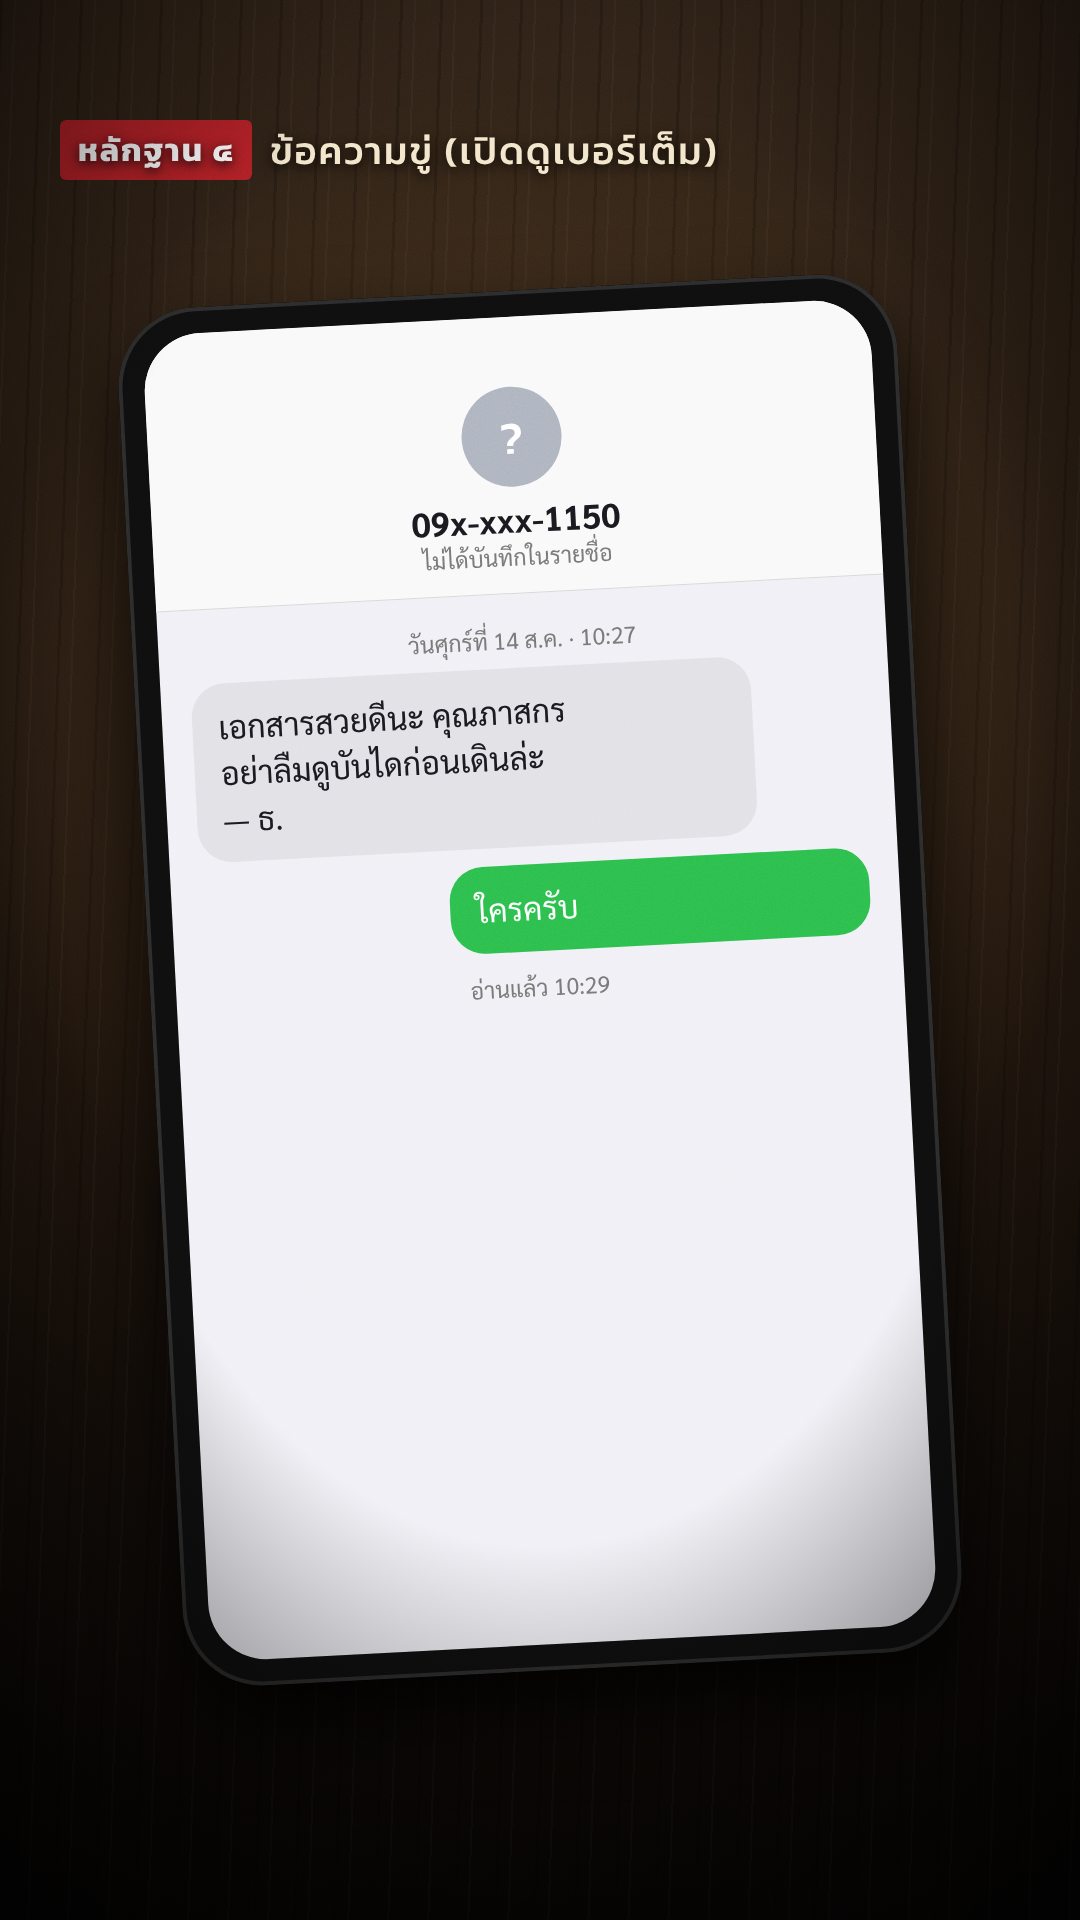 หลักฐาน ๔ ข้อความขู่ (เปิดดูเบอร์เต็ม)
?
09x-xxx-1150
ไม่ได้บันทึกในรายชื่อ
วันศุกร์ที่ 14 ส.ค. · 10:27
เอกสารสวยดีนะ คุณภาสกร
อย่าลืมดูบันไดก่อนเดินล่ะ
— ธ.
ใครครับ
อ่านแล้ว 10:29